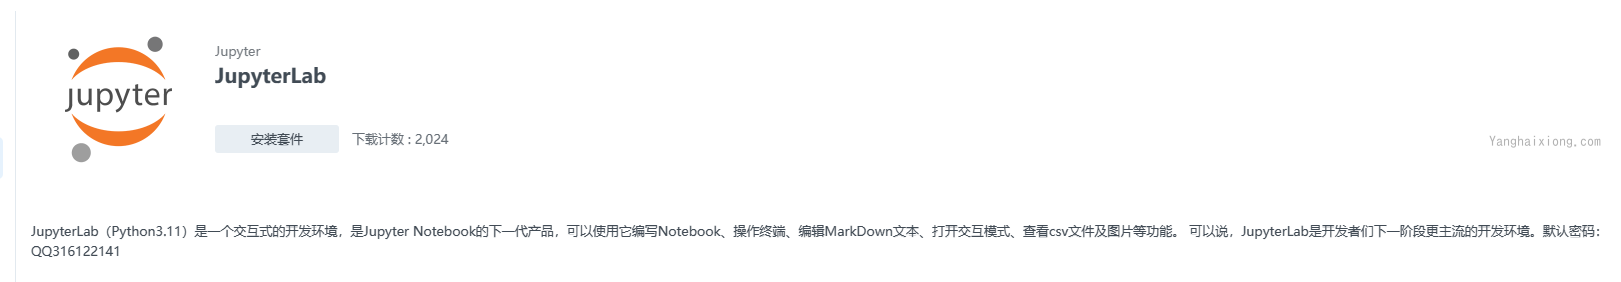 jupyter
Jupyter
JupyterLab
安装套件 下载计数 : 2,024
Yanghaixiong.com
JupyterLab（Python3.11）是一个交互式的开发环境，是Jupyter Notebook的下一代产品，可以使用它编写Notebook、操作终端、编辑MarkDown文本、打开交互模式、查看csv文件及图片等功能。 可以说，JupyterLab是开发者们下一阶段更主流的开发环境。默认密码：
QQ316122141